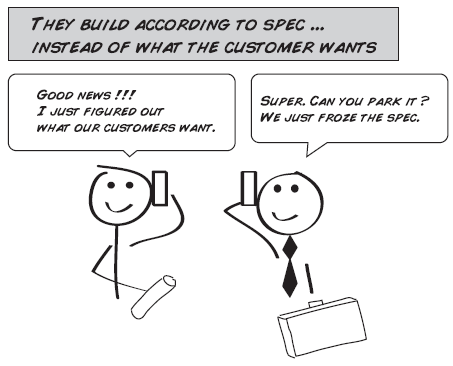 THEY BUILD ACCORDING TO SPEC ...
INSTEAD OF WHAT THE CUSTOMER WANTS
GOOD NEWS !!!
I JUST FIGURED OUT
WHAT OUR CUSTOMERS WANT.
SUPER. CAN YOU PARK IT ?
WE JUST FROZE THE SPEC.